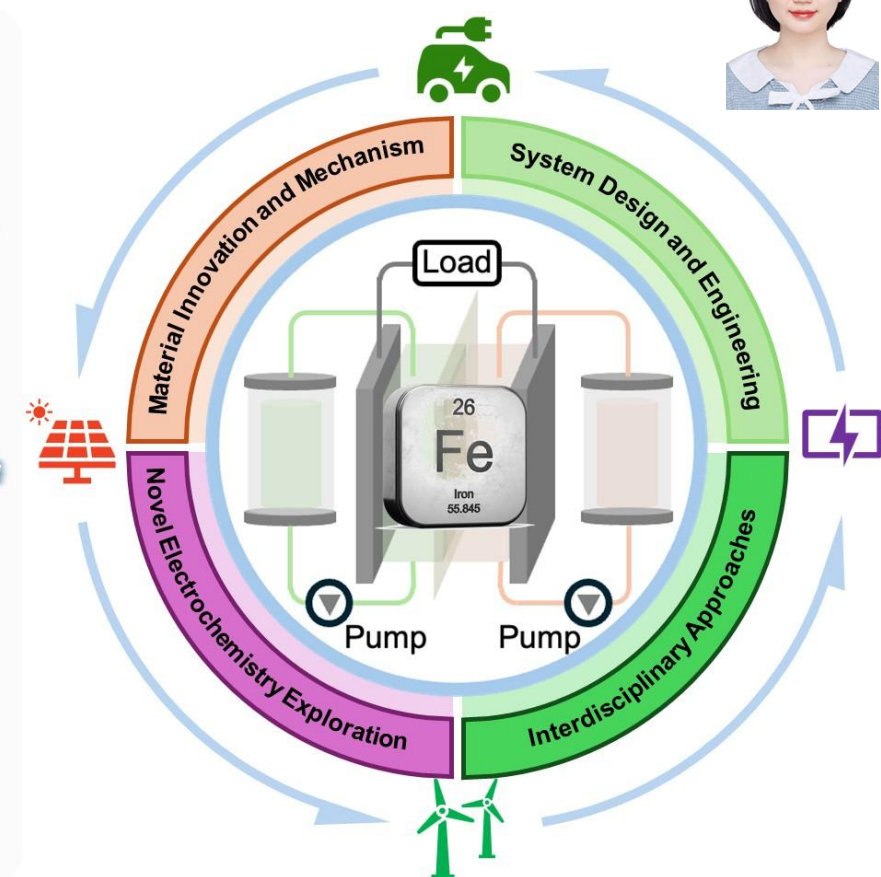 Material Innovation and Mechanism
System Design and Engineering
Load
26
Fe
Iron
55.845
Pump
Pump
Novel Electrochemistry Exploration
Interdisciplinary Approaches